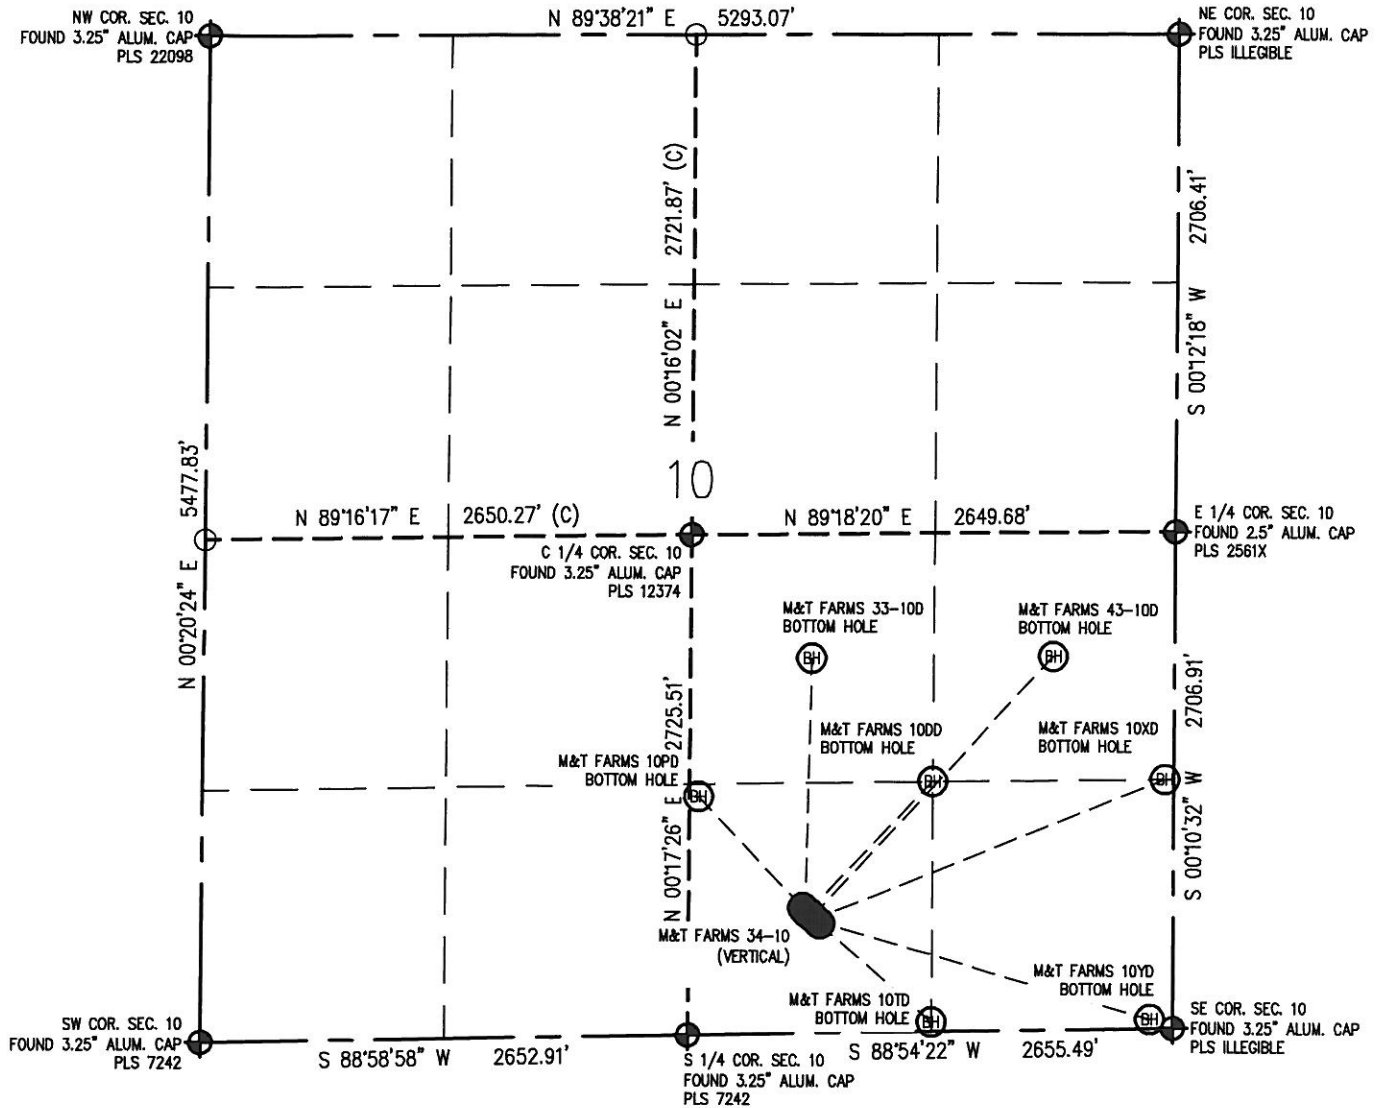 NW COR. SEC. 10
FOUND 3.25" ALUM. CAP
PLS 22098
N 89°38'21" E 5293.07'
NE COR. SEC. 10
FOUND 3.25" ALUM. CAP
PLS ILLEGIBLE
N 00°16'02" E 2721.87' (C)
2706.41'
S 00°12'18" W
5477.83'
N 00°20'24" E
10
N 89°16'17" E 2650.27' (C)
N 89°18'20" E 2649.68'
E 1/4 COR. SEC. 10
FOUND 2.5" ALUM. CAP
PLS 2561X
C 1/4 COR. SEC. 10
FOUND 3.25" ALUM. CAP
PLS 12374
M&T FARMS 33-10D
BOTTOM HOLE
BH
M&T FARMS 43-10D
BOTTOM HOLE
BH
N 00°17'26" E 2725.51'
2706.91'
S 00°10'32" W
M&T FARMS 10PD
BOTTOM HOLE
BH
M&T FARMS 10DD
BOTTOM HOLE
BH
M&T FARMS 10XD
BOTTOM HOLE
BH
M&T FARMS 34-10
(VERTICAL)
M&T FARMS 10TD
BOTTOM HOLE
BH
M&T FARMS 10YD
BOTTOM HOLE
BH
SW COR. SEC. 10
FOUND 3.25" ALUM. CAP
PLS 7242
S 88°58'58" W 2652.91'
S 1/4 COR. SEC. 10
FOUND 3.25" ALUM. CAP
PLS 7242
S 88°54'22" W 2655.49'
SE COR. SEC. 10
FOUND 3.25" ALUM. CAP
PLS ILLEGIBLE